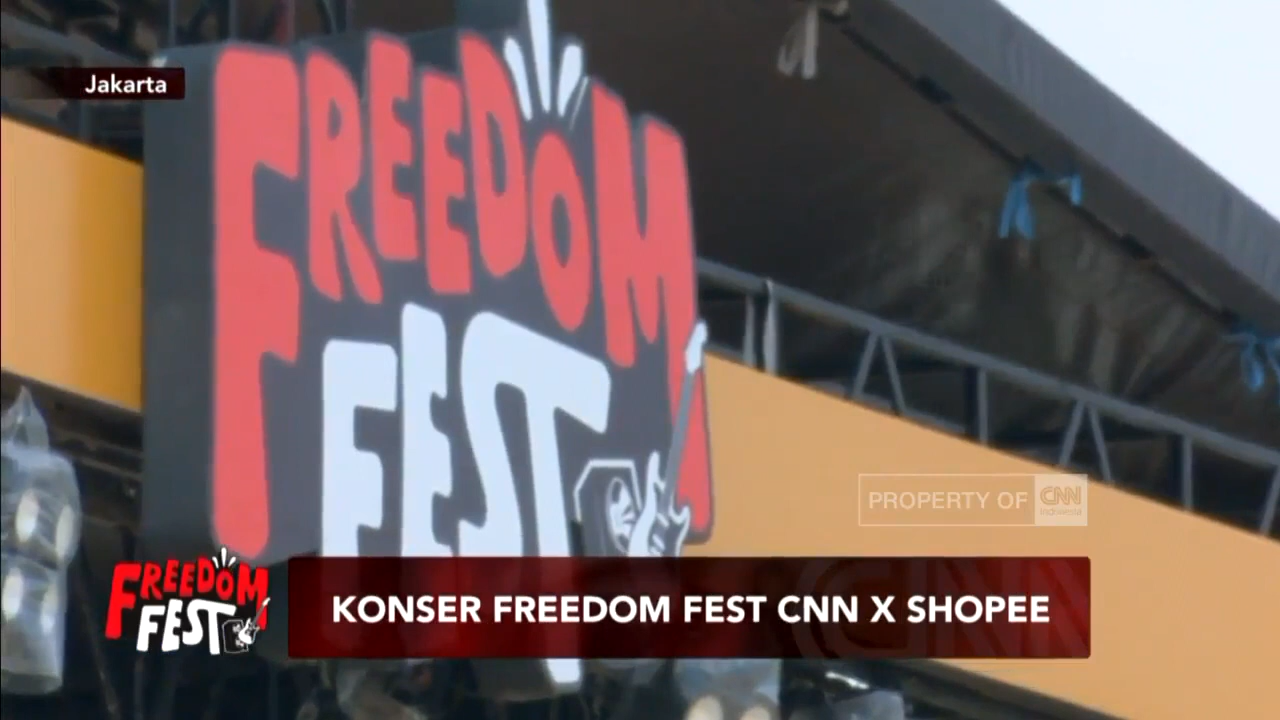 Jakarta
FREEDOM
FEST
PROPERTY OF CNN
Indonesia
FREEDOM
FEST
KONSER FREEDOM FEST CNN X SHOPEE